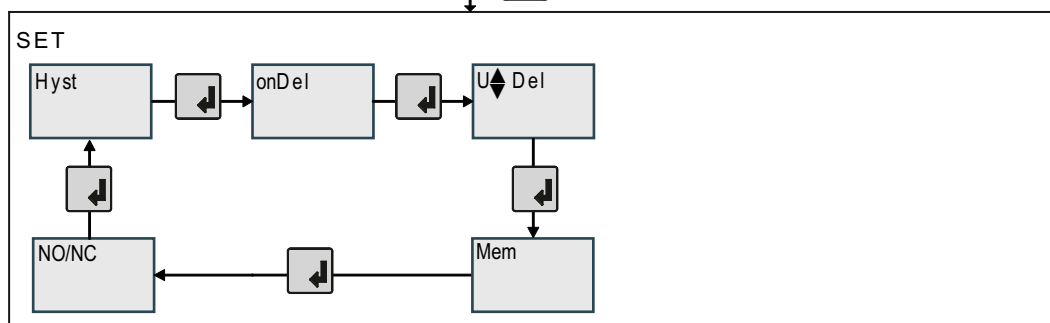 SET
Hyst
onDel
U Del
Mem
NO/NC